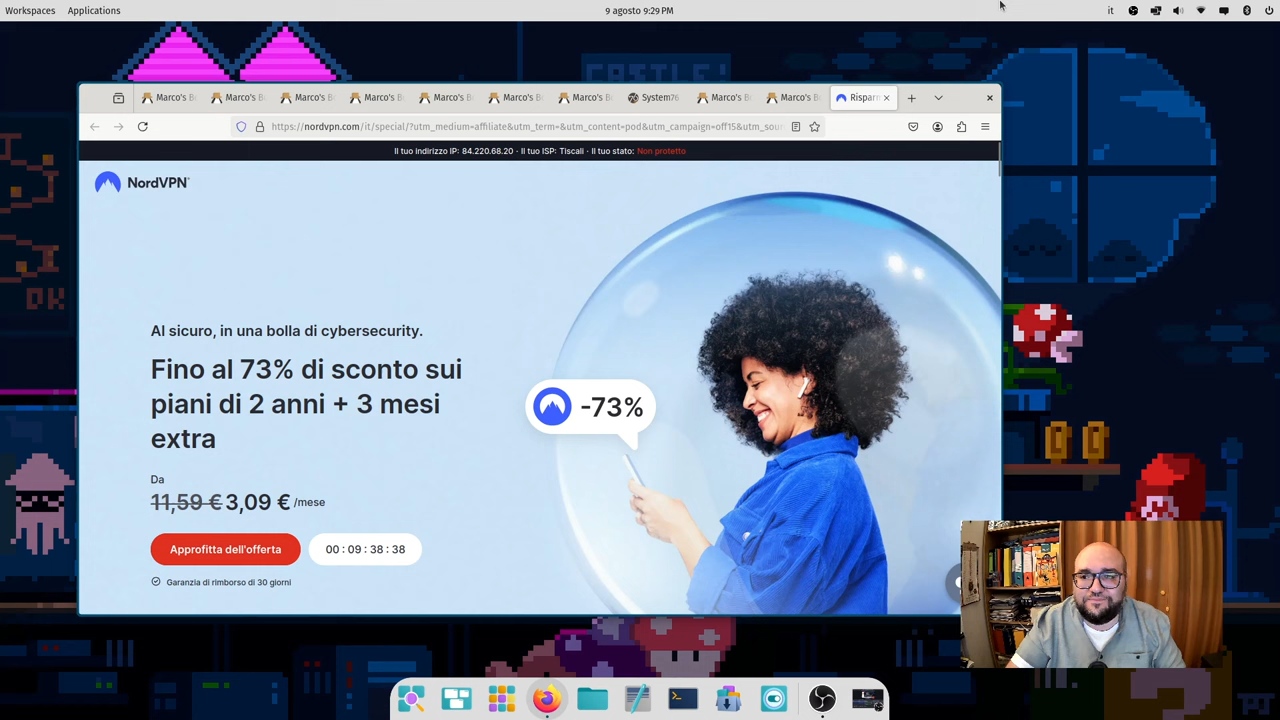 Workspaces Applications 9 agosto 9:29 PM it
CASTLE!
DK
Marco's B Marco's B Marco's B Marco's B Marco's B Marco's B Marco's B System76 Marco's B Marco's B Risparm
https://nordvpn.com/it/special/?utm_medium=affiliate&utm_term=&utm_content=pod&utm_campaign=off15&utm_sour
Il tuo indirizzo IP: 84.220.68.20 · Il tuo ISP: Tiscali · Il tuo stato: Non protetto
NordVPN®
Al sicuro, in una bolla di cybersecurity.
Fino al 73% di sconto sui
piani di 2 anni + 3 mesi
extra
-73%
Da
11,59 € 3,09 € /mese
Approfitta dell'offerta 00 : 09 : 38 : 38
Garanzia di rimborso di 30 giorni